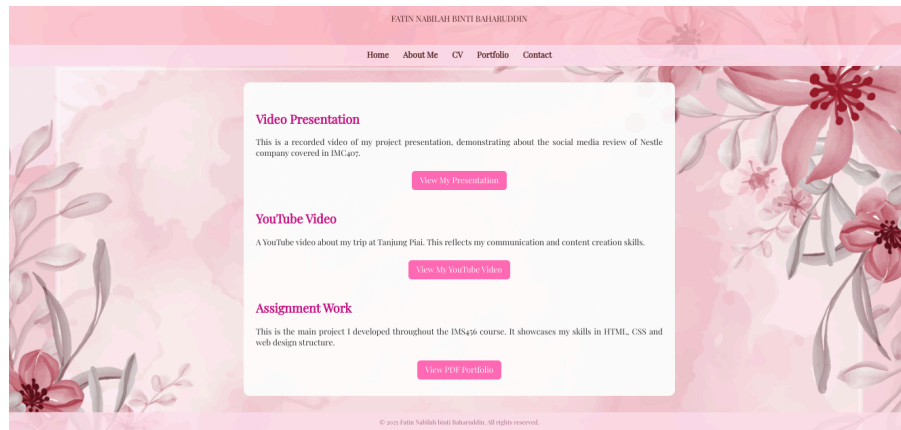 FATIN NABILAH BINTI BAHARUDDIN
Home About Me CV Portfolio Contact
Video Presentation
This is a recorded video of my project presentation, demonstrating about the social media review of Nestle
company covered in IMC407.
View My Presentation
YouTube Video
A YouTube video about my trip at Tanjung Piai. This reflects my communication and content creation skills.
View My YouTube Video
Assignment Work
This is the main project I developed throughout the IMS456 course. It showcases my skills in HTML, CSS and
web design structure.
View PDF Portfolio
© 2025 Fatin Nabilah binti Baharuddin. All rights reserved.